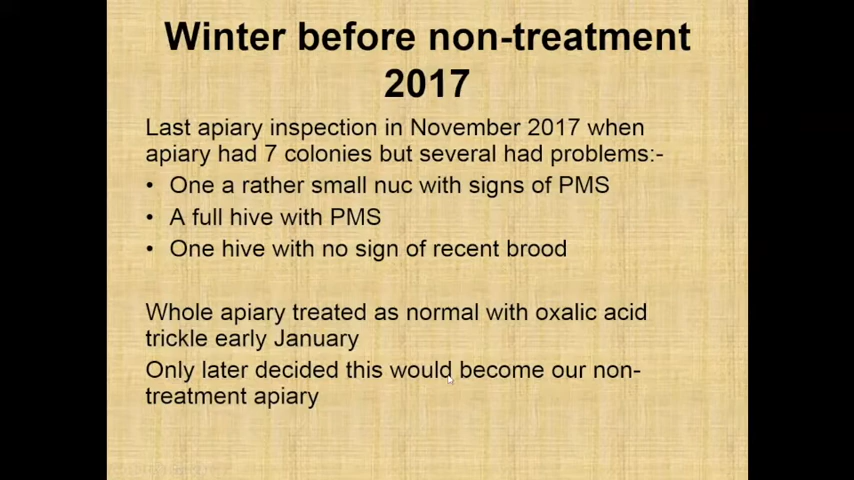 Winter before non-treatment
2017
Last apiary inspection in November 2017 when
apiary had 7 colonies but several had problems:-
• One a rather small nuc with signs of PMS
• A full hive with PMS
• One hive with no sign of recent brood
Whole apiary treated as normal with oxalic acid
trickle early January
Only later decided this would become our non-
treatment apiary